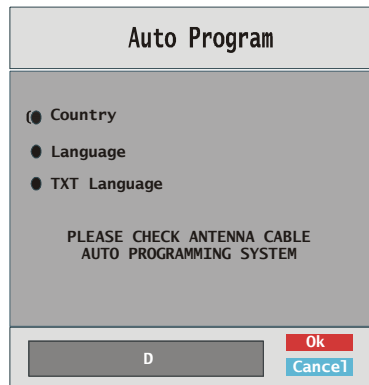 Auto Program
Country
Language
TXT Language
PLEASE CHECK ANTENNA CABLE
AUTO PROGRAMMING SYSTEM
D
Ok
Cancel